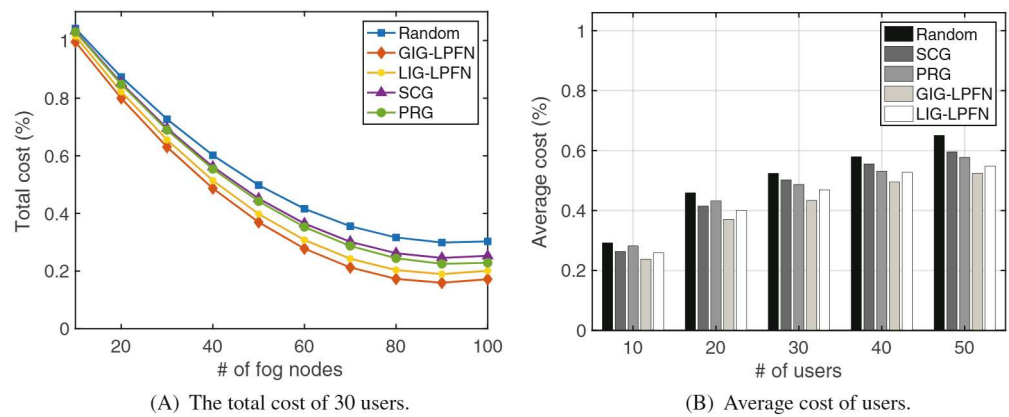 Total cost (%)
1
0.8
0.6
0.4
0.2
0
20 40 60 80 100
# of fog nodes
Random
GIG-LPFN
LIG-LPFN
SCG
PRG
(A) The total cost of 30 users.
Average cost (%)
1
0.8
0.6
0.4
0.2
0
10 20 30 40 50
# of users
Random
SCG
PRG
GIG-LPFN
LIG-LPFN
(B) Average cost of users.